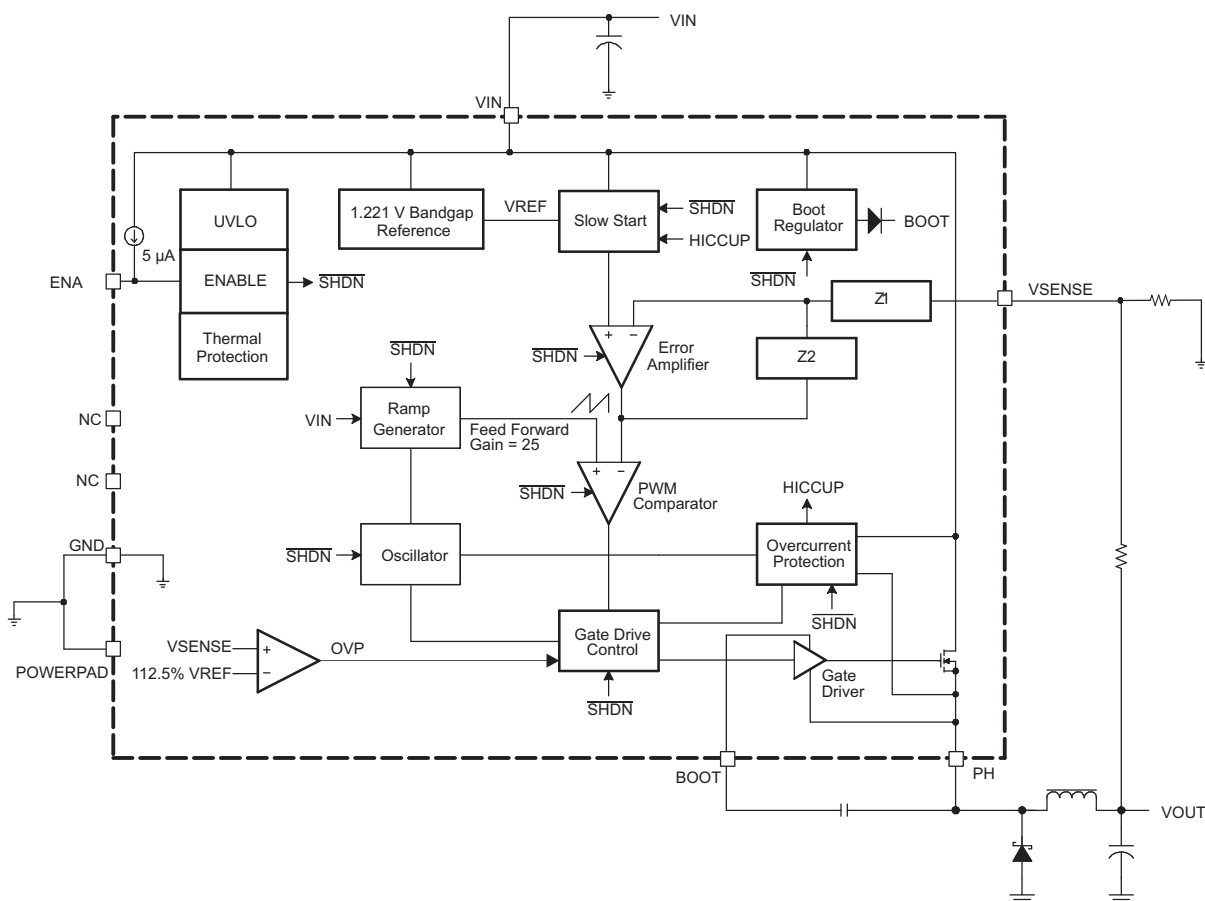 VIN
VIN
UVLO
1.221 V Bandgap
Reference
VREF
Slow Start
SHDN
HICCUP
Boot
Regulator
BOOT
5 µA
ENA
ENABLE
SHDN
SHDN
Z1
VSENSE
Thermal
Protection
SHDN
Error
Amplifier
Z2
SHDN
VIN
Ramp
Generator
Feed Forward
Gain = 25
NC
NC
SHDN
PWM
Comparator
HICCUP
GND
SHDN
Oscillator
Overcurrent
Protection
SHDN
POWERPAD
VSENSE
112.5% VREF
OVP
Gate Drive
Control
SHDN
Gate
Driver
BOOT
PH
VOUT
+
−
+
−
+
−